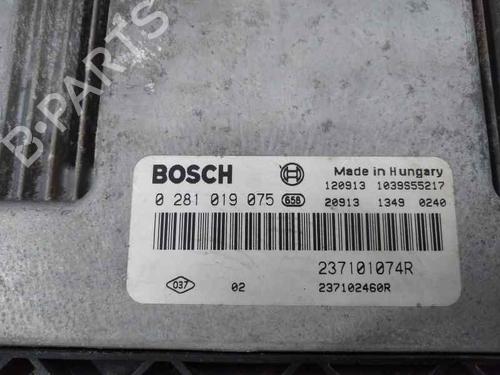 B-PARTS
BOSCH
Made in Hungary
120913 1039S55217
0 281 019 075 658
20913 1349 0240
237101074R
037 02 237102460R